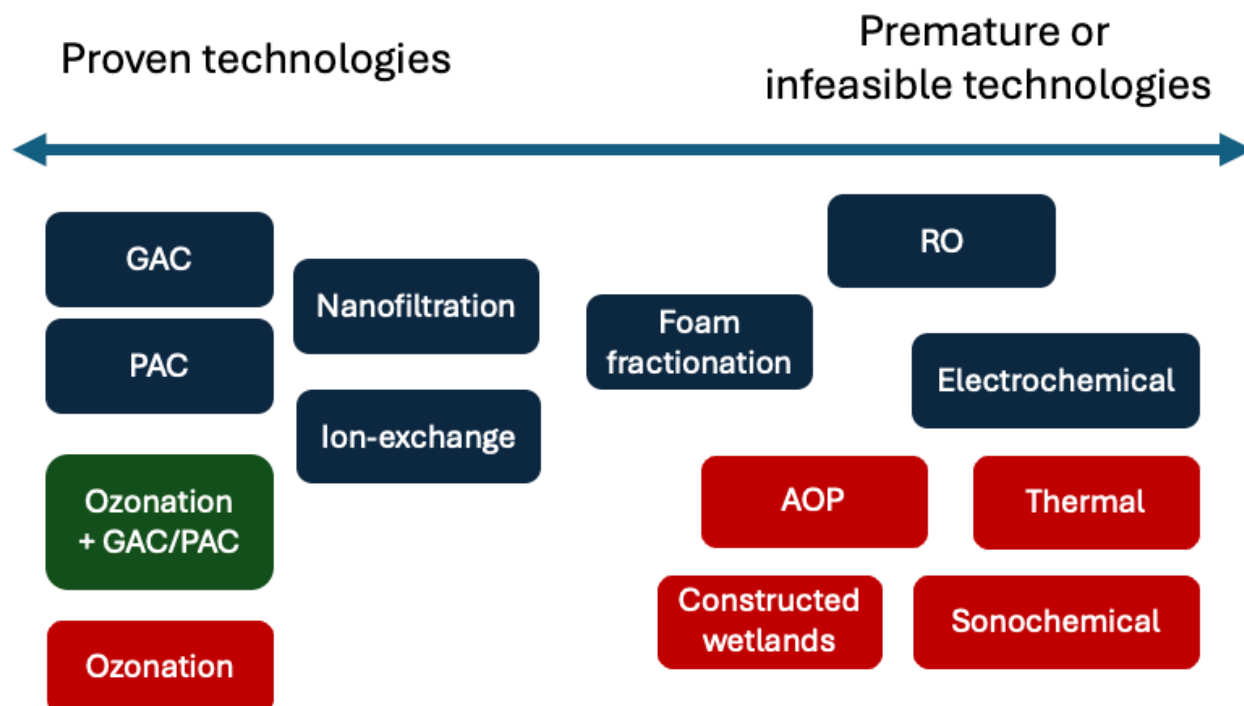 Proven technologies
Premature or
infeasible technologies
GAC
RO
Nanofiltration
Foam
fractionation
PAC
Electrochemical
Ion-exchange
Ozonation
+ GAC/PAC
AOP
Thermal
Constructed
wetlands
Sonochemical
Ozonation